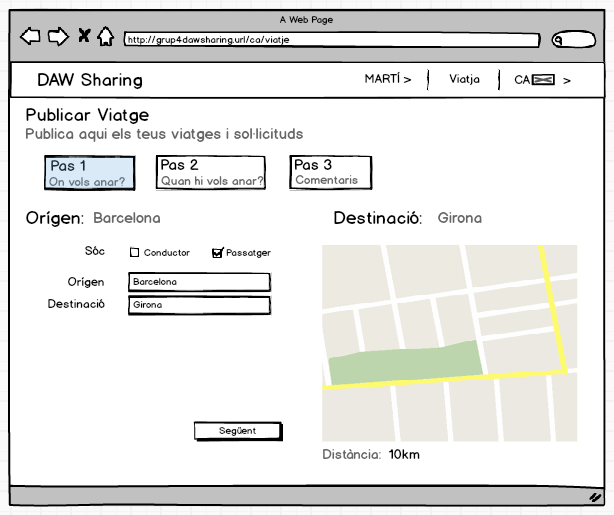 A Web Page
http://grup4dawsharing.url/ca/viatje
DAW Sharing
MARTÍ >
Viatja
CA >
Publicar Viatge
Publica aqui els teus viatges i sol·licituds
Pas 1
On vols anar?
Pas 2
Quan hi vols anar?
Pas 3
Comentaris
Orígen: Barcelona
Destinació: Girona
Sóc Conductor Passatger
Orígen Barcelona
Destinació Girona
Següent
Distància: 10km